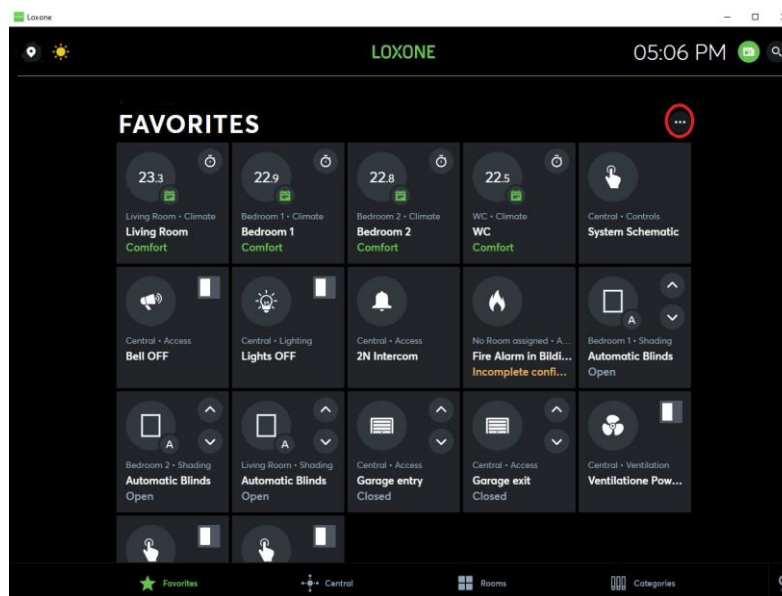 Loxone
LOXONE
05:06 PM
FAVORITES
23.3
Living Room • Climate
Living Room
Comfort
22.9
Bedroom 1 • Climate
Bedroom 1
Comfort
22.8
Bedroom 2 • Climate
Bedroom 2
Comfort
22.5
WC • Climate
WC
Comfort
Central • Controls
System Schematic
Central • Access
Bell OFF
Central • Lighting
Lights OFF
Central • Access
2N Intercom
No Room assigned • A...
Fire Alarm in Bildi...
Incomplete confi...
A
Bedroom 1 • Shading
Automatic Blinds
Open
A
Bedroom 2 • Shading
Automatic Blinds
Open
A
Living Room • Shading
Automatic Blinds
Open
Central • Access
Garage entry
Closed
Central • Access
Garage exit
Closed
Central • Ventilation
Ventilatione Pow...
Favorites
Central
Rooms
Categories